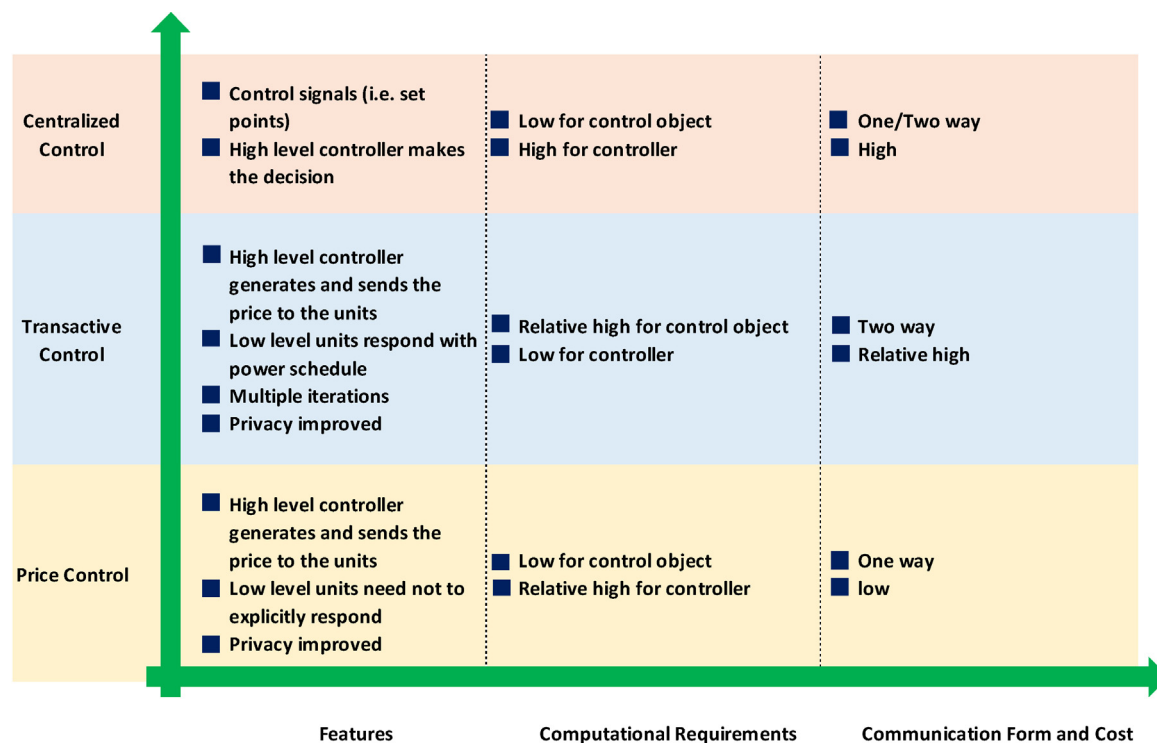 Centralized
Control
Control signals (i.e. set
points)
High level controller makes
the decision
Low for control object
High for controller
One/Two way
High
Transactive
Control
High level controller
generates and sends the
price to the units
Low level units respond with
power schedule
Multiple iterations
Privacy improved
Relative high for control object
Low for controller
Two way
Relative high
Price Control
High level controller
generates and sends the
price to the units
Low level units need not to
explicitly respond
Privacy improved
Low for control object
Relative high for controller
One way
low
Features
Computational Requirements
Communication Form and Cost